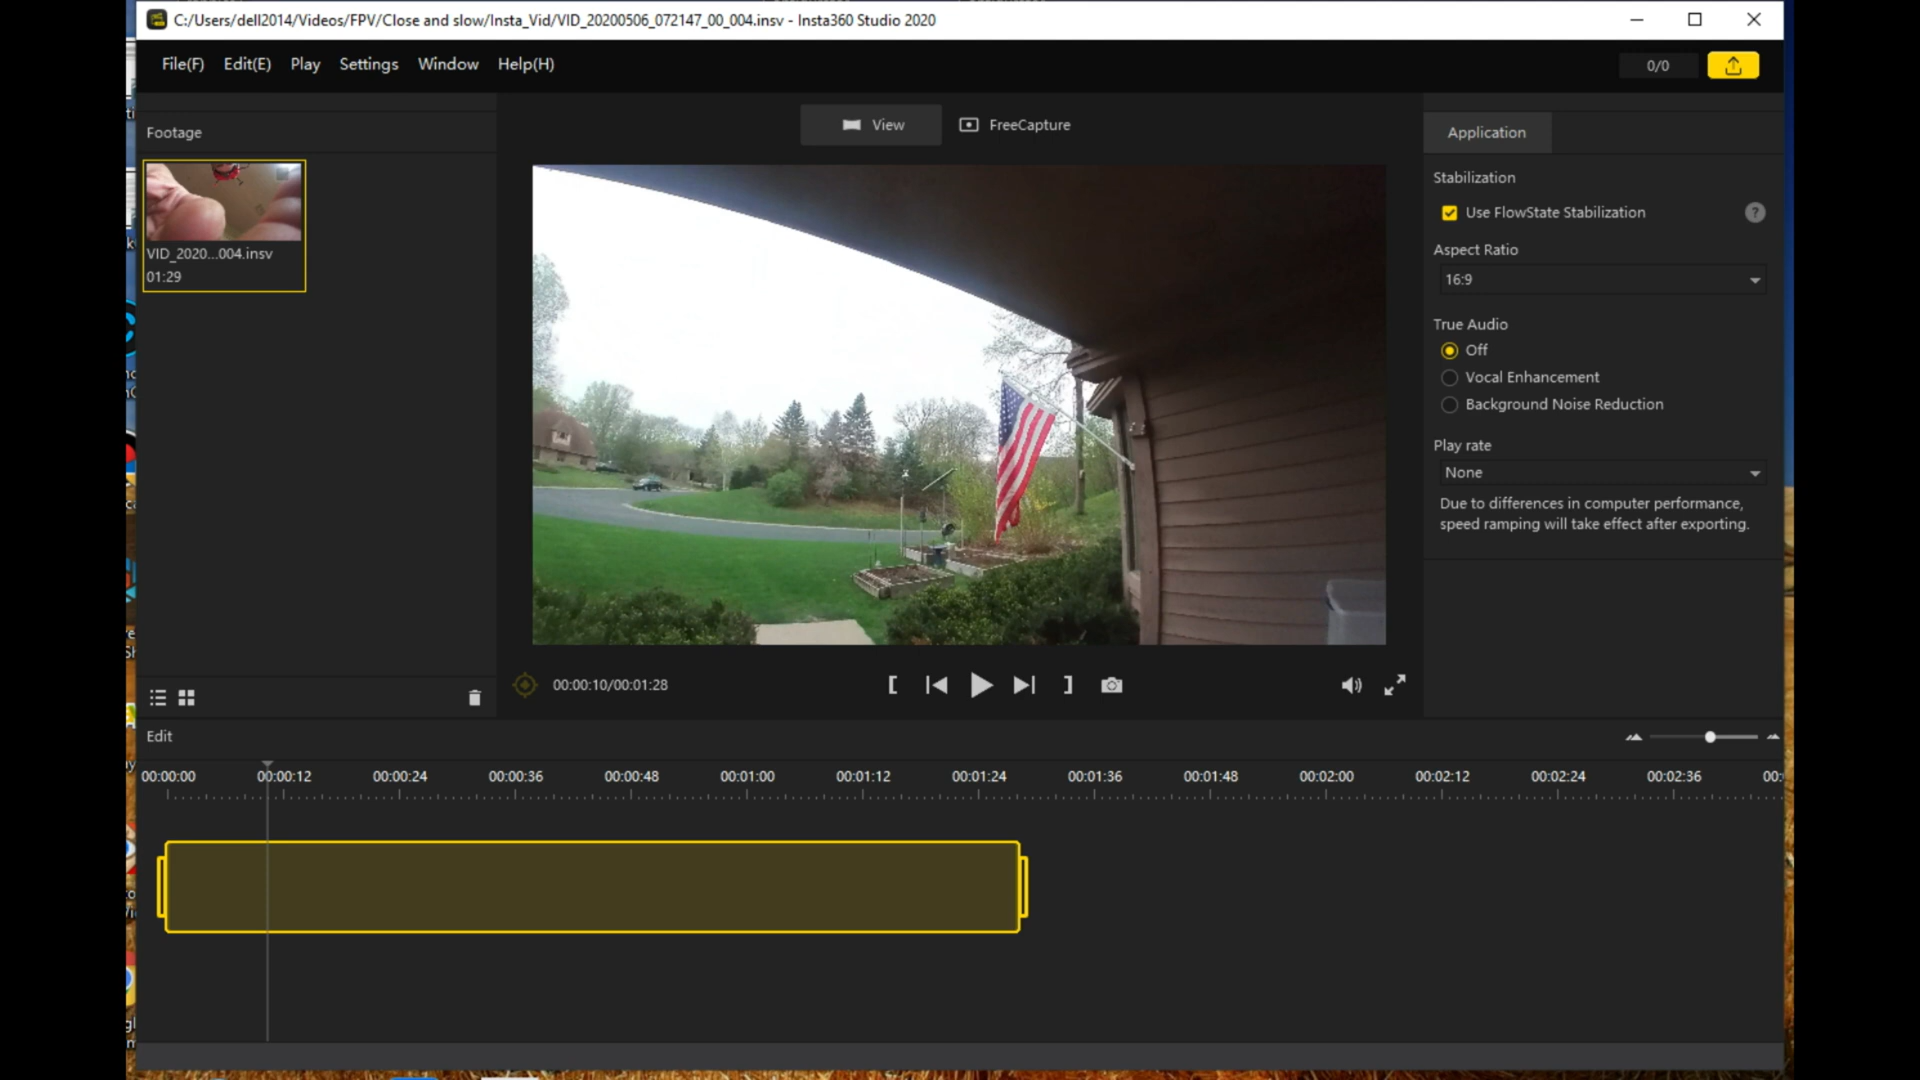 C:/Users/dell2014/Videos/FPV/Close and slow/Insta_Vid/VID_20200506_072147_00_004.insv - Insta360 Studio 2020
File(F) Edit(E) Play Settings Window Help(H)
0/0
Footage
View
FreeCapture
Application
Stabilization
Use FlowState Stabilization
?
VID_2020...004.insv
01:29
Aspect Ratio
16:9
True Audio
Off
Vocal Enhancement
Background Noise Reduction
Play rate
None
Due to differences in computer performance,
speed ramping will take effect after exporting.
00:00:10/00:01:28
Edit
00:00:00 00:00:12 00:00:24 00:00:36 00:00:48 00:01:00 00:01:12 00:01:24 00:01:36 00:01:48 00:02:00 00:02:12 00:02:24 00:02:36 00: